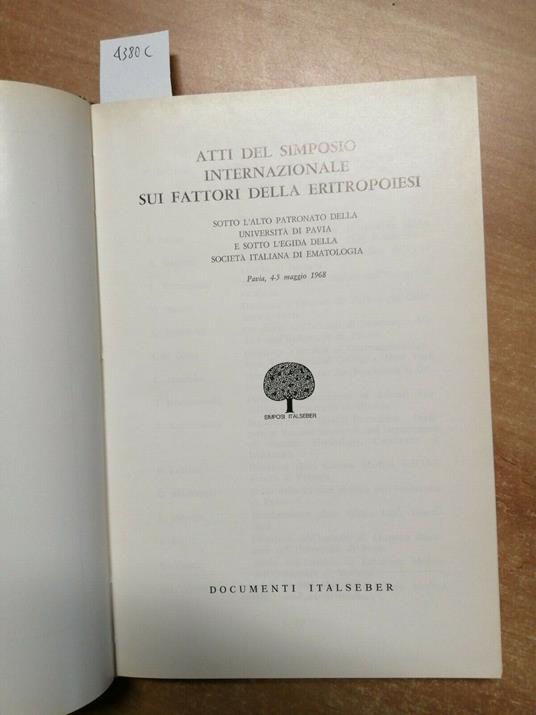 4380 C
ATTI DEL SIMPOSIO
INTERNAZIONALE
SUI FATTORI DELLA ERITROPOIESI
SOTTO L'ALTO PATRONATO DELLA
UNIVERSITÀ DI PAVIA
E SOTTO L'EGIDA DELLA
SOCIETÀ ITALIANA DI EMATOLOGIA
Pavia, 4-5 maggio 1968
SIMPOSI ITALSEBER
DOCUMENTI ITALSEBER